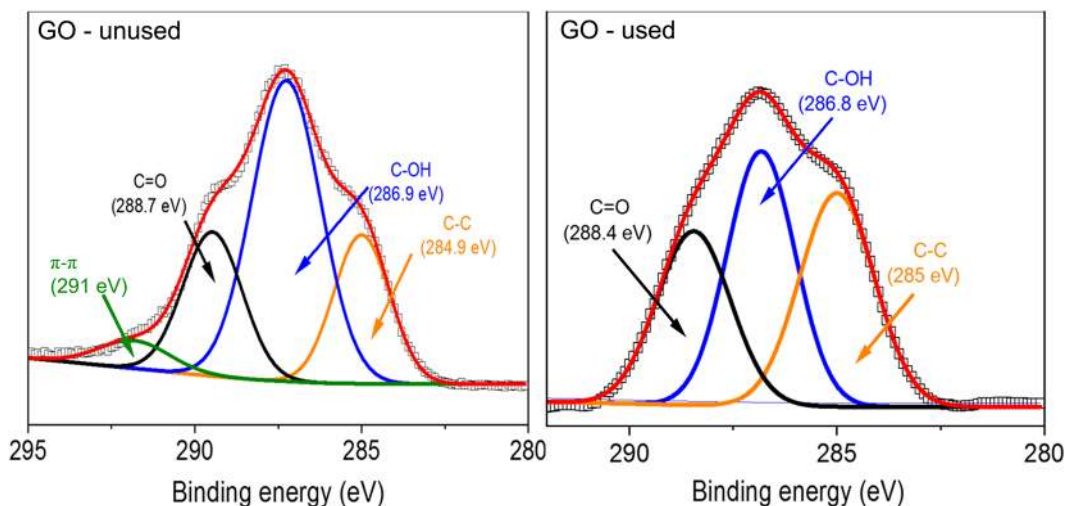 GO - unused
C=O
(288.7 eV)
C-OH
(286.9 eV)
C-C
(284.9 eV)
π-π
(291 eV)
295
290
285
280
Binding energy (eV)
GO - used
C-OH
(286.8 eV)
C=O
(288.4 eV)
C-C
(285 eV)
290
285
280
Binding energy (eV)